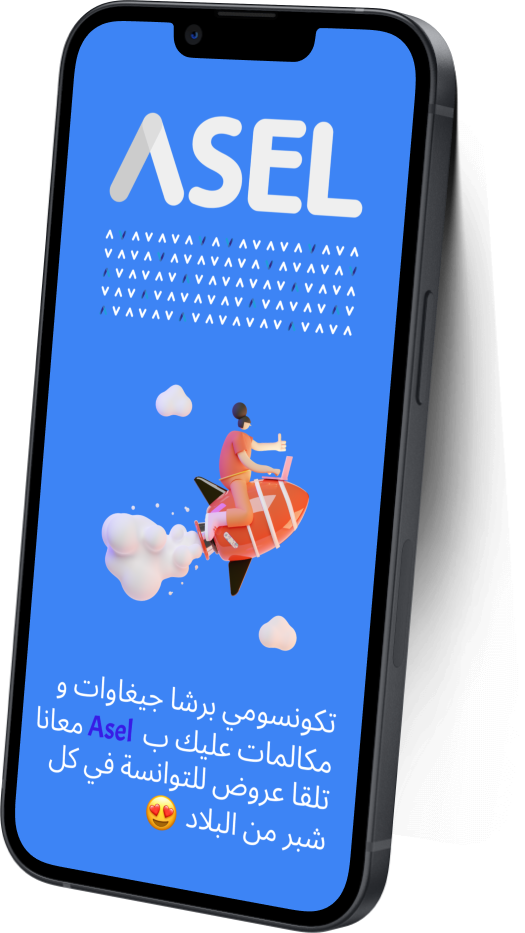 ASEL
تكونسومي برشا جيغاوات و
مكالمات عليك ب Asel معانا
تلقا عروض للتوانسة في كل
شبر من البلاد 😍